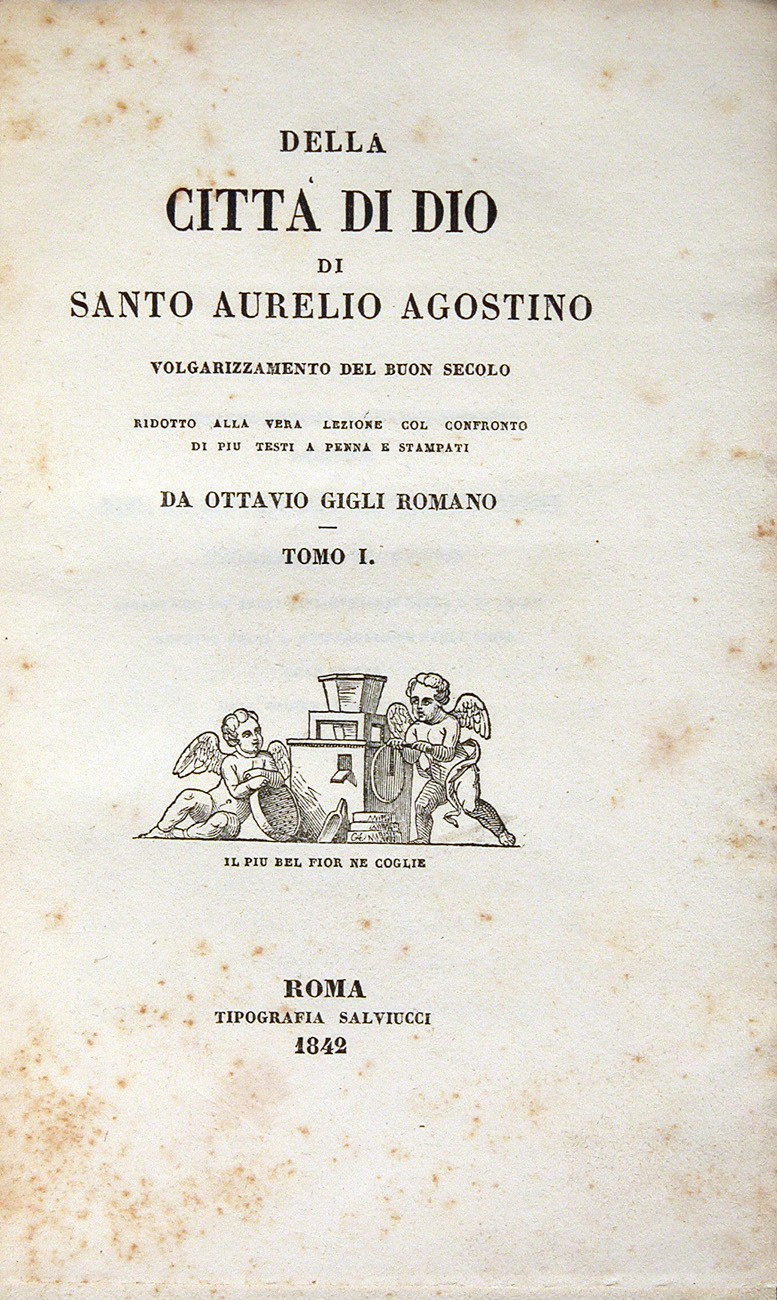 DELLA
CITTÀ DI DIO
DI
SANTO AURELIO AGOSTINO
VOLGARIZZAMENTO DEL BUON SECOLO
RIDOTTO ALLA VERA LEZIONE COL CONFRONTO
DI PIU TESTI A PENNA E STAMPATI
DA OTTAVIO GIGLI ROMANO
TOMO I.
IL PIU BEL FIOR NE COGLIE
ROMA
TIPOGRAFIA SALVIUCCI
1842